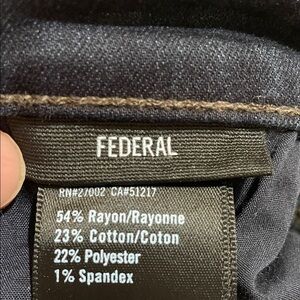 FEDERAL
RN#27002 CA#51217
54% Rayon/Rayonne
23% Cotton/Coton
22% Polyester
1% Spandex